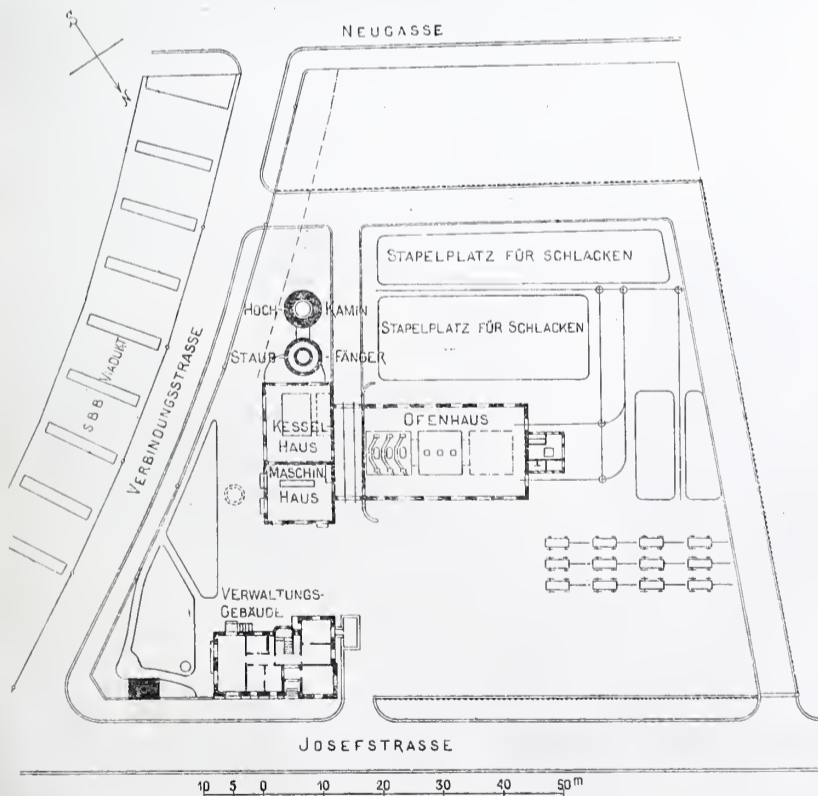 NEUGASSE
S
N
STAPELPLATZ FÜR SCHLACKEN
HOCH KAMIN
STAPELPLATZ FÜR SCHLACKEN
STAUB FÄNGER
SBB VIADUKT
VERBINDUNGSSTRASSE
OFENHAUS
KESSEL
HAUS
MASCHIN.
HAUS
VERWALTUNGS-
GEBÄUDE
JOSEFSTRASSE
10 5 0 10 20 30 40 50 m